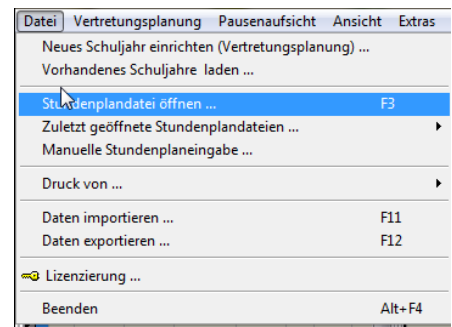 Datei Vertretungsplanung Pausenaufsicht Ansicht Extras
Neues Schuljahr einrichten (Vertretungsplanung) ...
Vorhandenes Schuljahre laden ...
Stundenplandatei öffnen ... F3
Zuletzt geöffnete Stundenplandateien ...
Manuelle Stundenplaneingabe ...
Druck von ...
Daten importieren ... F11
Daten exportieren ... F12
Lizenzierung ...
Beenden Alt+F4